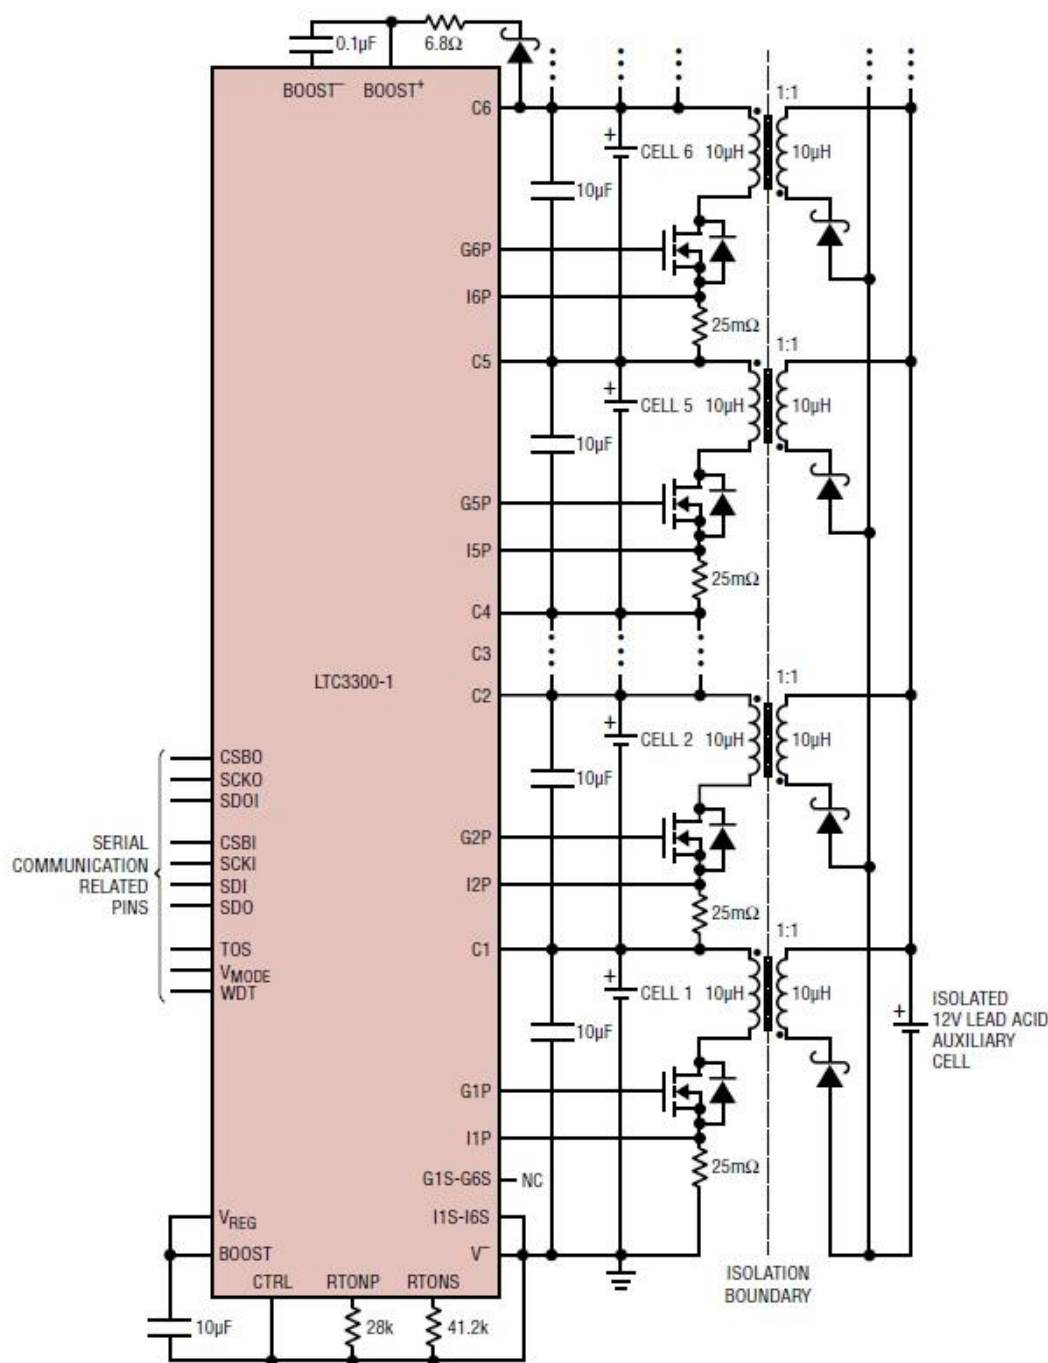 0.1µF
6.8Ω
BOOST⁻ BOOST⁺
C6
1:1
CELL 6
10µH
10µH
10µF
G6P
I6P
25mΩ
1:1
C5
CELL 5
10µH
10µH
10µF
G5P
I5P
25mΩ
C4
C3
LTC3300-1
1:1
C2
CELL 2
10µH
10µH
10µF
G2P
I2P
25mΩ
CSBO
SCKO
SDOI
CSBI
SCKI
SDI
SDO
TOS
VMODE
WDT
SERIAL
COMMUNICATION
RELATED
PINS
1:1
C1
CELL 1
10µH
10µH
10µF
ISOLATED
12V LEAD ACID
AUXILIARY
CELL
G1P
I1P
25mΩ
G1S-G6S
NC
VREG
I1S-I6S
BOOST
V⁻
CTRL
RTONP
RTONS
10µF
28k
41.2k
ISOLATION
BOUNDARY
+
+
+
+
+